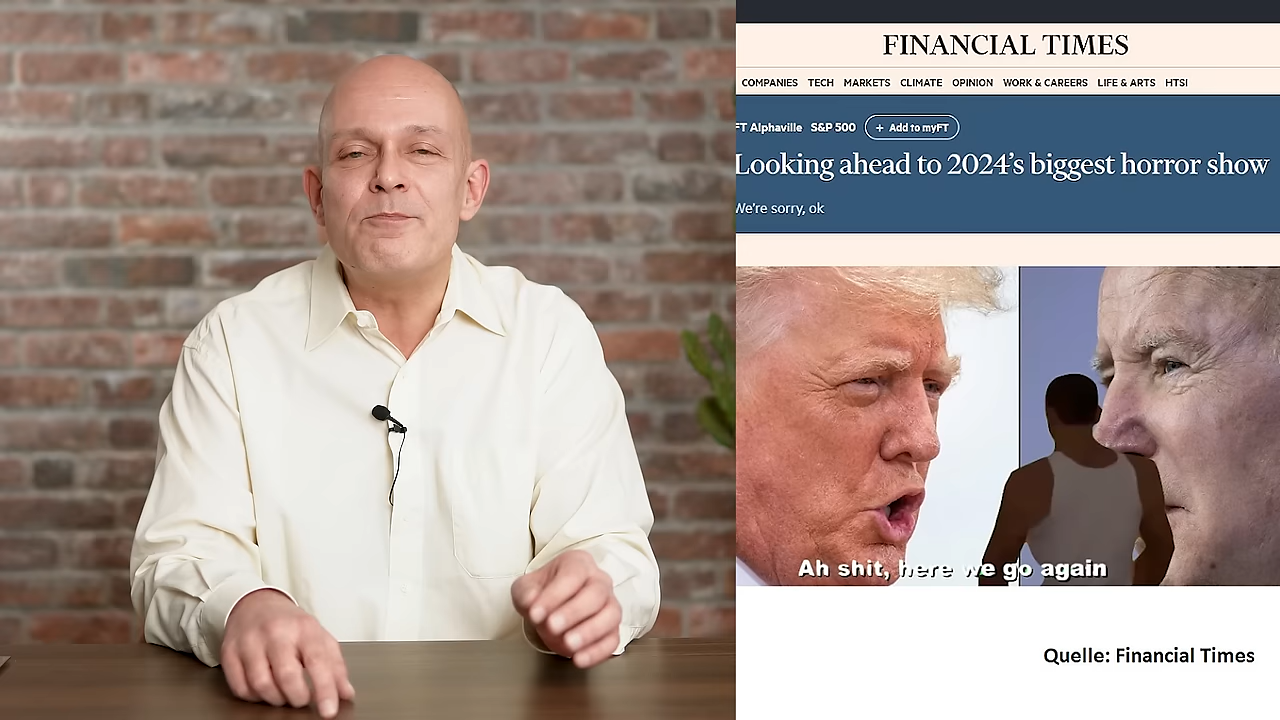 FINANCIAL TIMES
COMPANIES TECH MARKETS CLIMATE OPINION WORK & CAREERS LIFE & ARTS HTSI
FT Alphaville S&P 500 + Add to myFT
Looking ahead to 2024's biggest horror show
We're sorry, ok
Ah shit, here we go again
Quelle: Financial Times